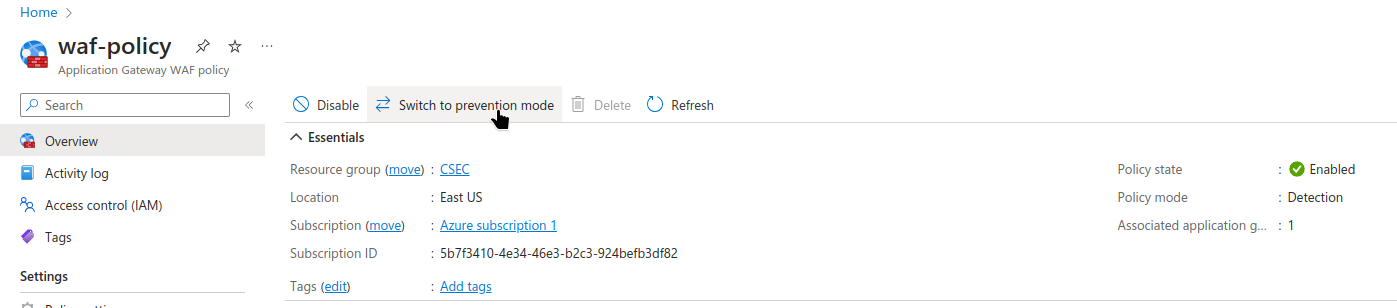 Home >
waf-policy ...
Application Gateway WAF policy
Search «
Overview
Activity log
Access control (IAM)
Tags
Settings
Disable Switch to prevention mode Delete Refresh
Essentials
Resource group (move) : CSEC
Location : East US
Subscription (move) : Azure subscription 1
Subscription ID : 5b7f3410-4e34-46e3-b2c3-924befb3df82
Tags (edit) : Add tags
Policy state : Enabled
Policy mode : Detection
Associated application g... : 1